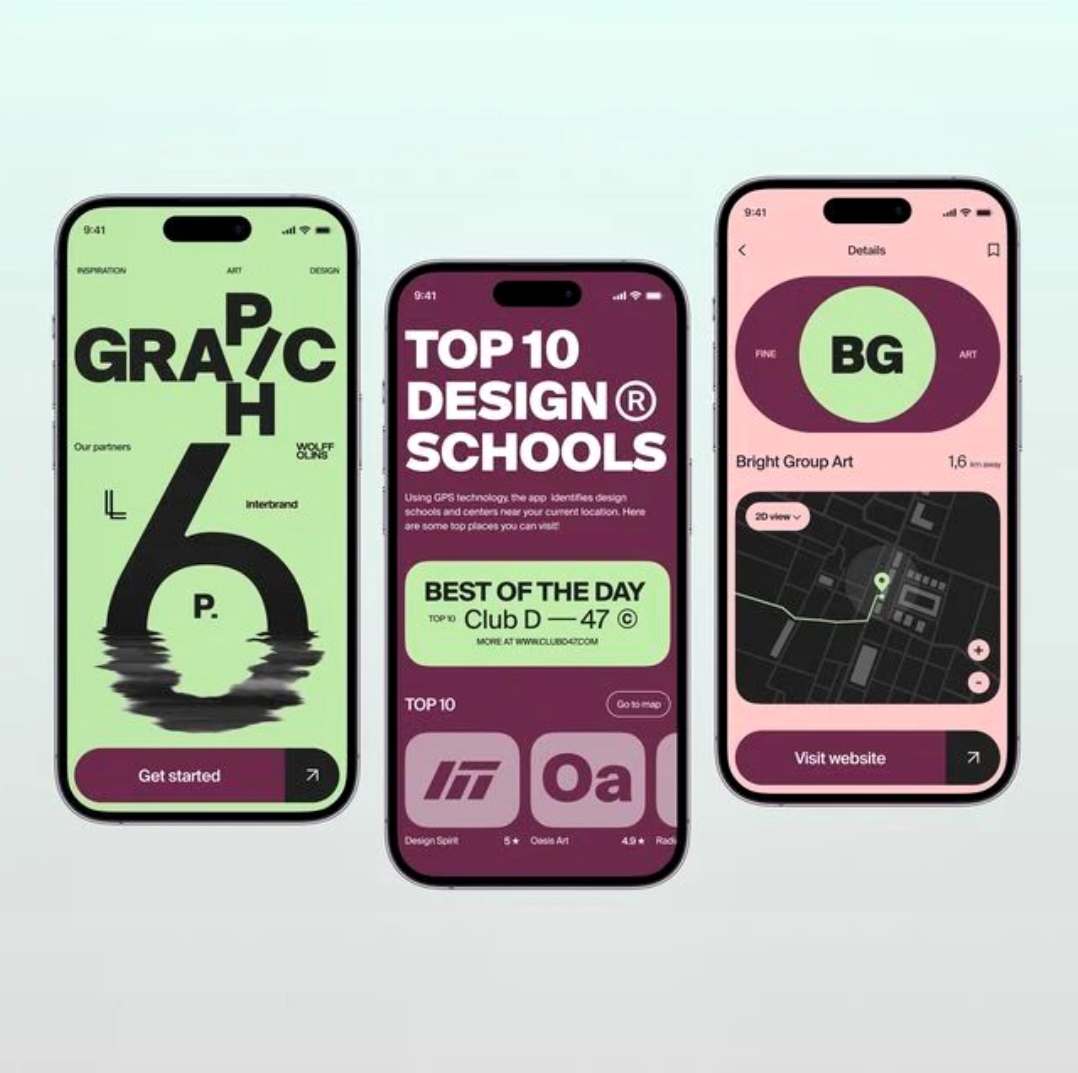 9:41
INSPIRATION ART DESIGN
GRAPHIC
Our partners
WOLFF
OLINS
Interbrand
6
P.
Get started
9:41
TOP 10
DESIGN ®
SCHOOLS
Using GPS technology, the app identifies design
schools and centers near your current location. Here
are some top places you can visit!
BEST OF THE DAY
TOP 10 Club D — 47 ©
MORE AT WWW.CLUBD47.COM
TOP 10
Go to map
Oa
Design Spirit 5 ★
Oasis Art 4.9 ★
Radi
9:41
Details
FINE BG ART
Bright Group Art 1,6 km away
2D view
+
-
Visit website